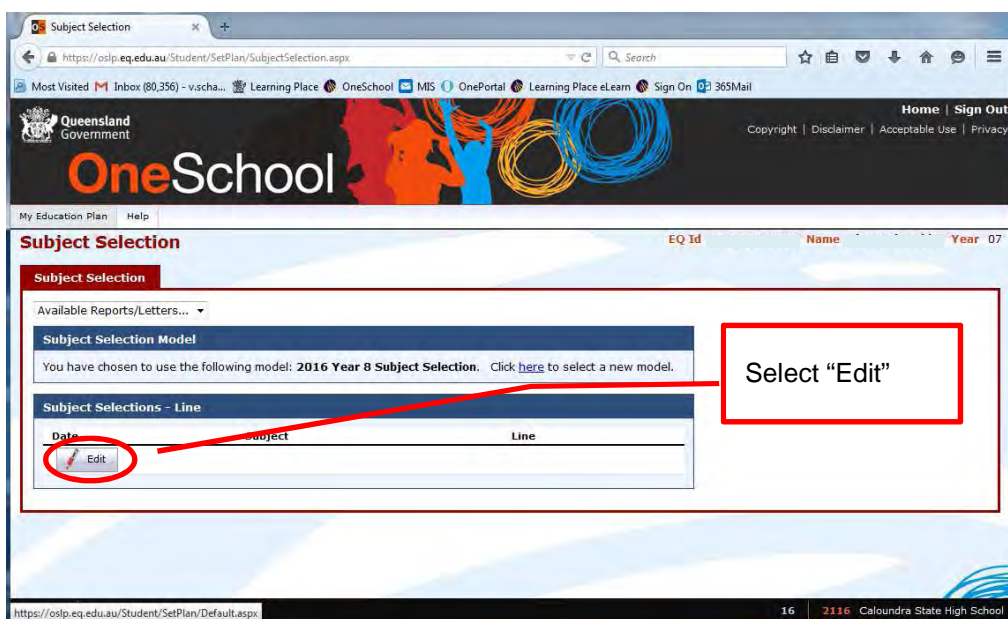 Subject Selection
https://oslp.eq.edu.au/Student/SetPlan/SubjectSelection.aspx
Search
Most Visited Inbox (80,356) - v.scha... Learning Place OneSchool MIS OnePortal Learning Place eLearn Sign On 365Mail
Queensland
Government
Home | Sign Out
Copyright | Disclaimer | Acceptable Use | Privacy
OneSchool
My Education Plan Help
Subject Selection EQ Id Name Year 07
Subject Selection
Available Reports/Letters...
Subject Selection Model
You have chosen to use the following model: 2016 Year 8 Subject Selection. Click here to select a new model.
Select “Edit”
Subject Selections - Line
Date Subject Line
Edit
https://oslp.eq.edu.au/Student/SetPlan/Default.aspx
16 2116 Caloundra State High School